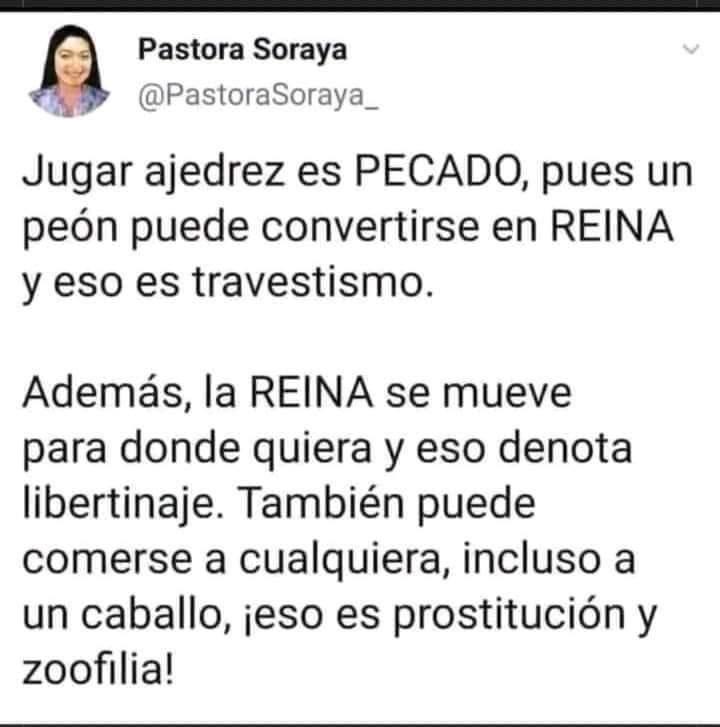 Pastora Soraya
@PastoraSoraya_
Jugar ajedrez es PECADO, pues un
peón puede convertirse en REINA
y eso es travestismo.
Además, la REINA se mueve
para donde quiera y eso denota
libertinaje. También puede
comerse a cualquiera, incluso a
un caballo, ¡eso es prostitución y
zoofilia!